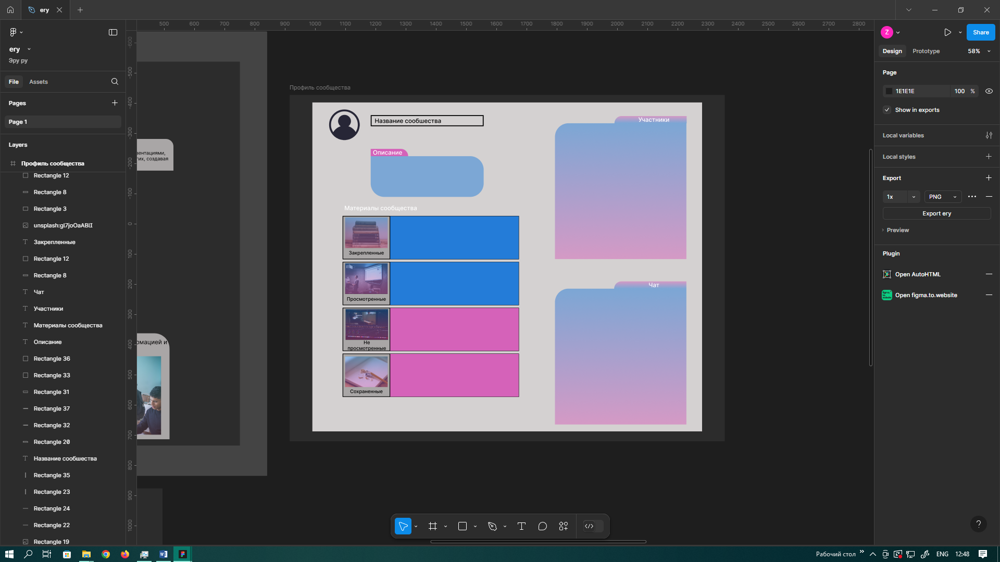 ery
500 600 700 800 900 1000 1100 1200 1300 1400 1500 1600 1700 1800 1900 2000 2100 2200 2300 2400 2500 2600 2700 2800
ery
Эру ру
File Assets
Pages
Page 1
Layers
Профиль сообщества
Rectangle 12
Rectangle 8
Rectangle 3
unsplash:gl7joOaABlI
Закрепленные
Rectangle 12
Rectangle 8
Чат
Участники
Материалы сообщества
Описание
Rectangle 36
Rectangle 33
Rectangle 31
Rectangle 37
Rectangle 32
Rectangle 20
Название сообшества
Rectangle 35
Rectangle 23
Rectangle 24
Rectangle 22
Rectangle 19
-600
-500
-400
-300
-200
-100
0
100
200
300
400
500
600
700
800
900
1000
ентациями,
гих, создавая
омацией и
Профиль сообщества
Название сообшества
Описание
Материалы сообщества
Закрепленные
Просмотренные
Не
просмотренные
Сохраненные
Участники
Чат
Z
Share
Design Prototype 58%
Page
1E1E1E 100 %
Show in exports
Local variables
Local styles
Export
1x PNG
Export ery
Preview
Plugin
Open AutoHTML
Open figma.to.website
?
Рабочий стол
ENG 12:48